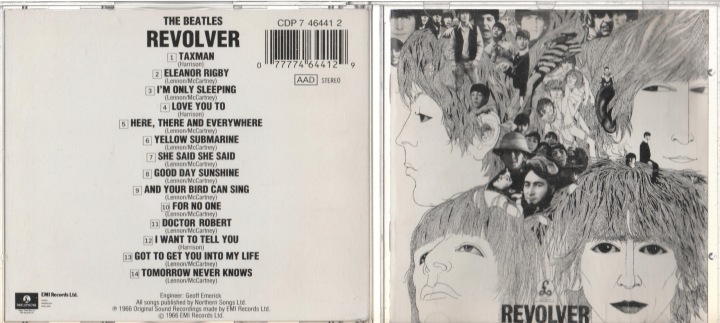 THE BEATLES
REVOLVER
CDP 7 46441 2
0 77774 64412 9
AAD STEREO
1 TAXMAN
(Harrison)
2 ELEANOR RIGBY
(Lennon/McCartney)
3 I'M ONLY SLEEPING
(Lennon/McCartney)
4 LOVE YOU TO
(Harrison)
5 HERE, THERE AND EVERYWHERE
(Lennon/McCartney)
6 YELLOW SUBMARINE
(Lennon/McCartney)
7 SHE SAID SHE SAID
(Lennon/McCartney)
8 GOOD DAY SUNSHINE
(Lennon/McCartney)
9 AND YOUR BIRD CAN SING
(Lennon/McCartney)
10 FOR NO ONE
(Lennon/McCartney)
11 DOCTOR ROBERT
(Lennon/McCartney)
12 I WANT TO TELL YOU
(Harrison)
13 GOT TO GET YOU INTO MY LIFE
(Lennon/McCartney)
14 TOMORROW NEVER KNOWS
(Lennon/McCartney)
PARLOPHONE
EMI Records Ltd.
Engineer: Geoff Emerick
All songs published by Northern Songs Ltd.
℗ 1966 Original Sound Recordings made by EMI Records Ltd.
© 1966 EMI Records Ltd.
REVOLVER